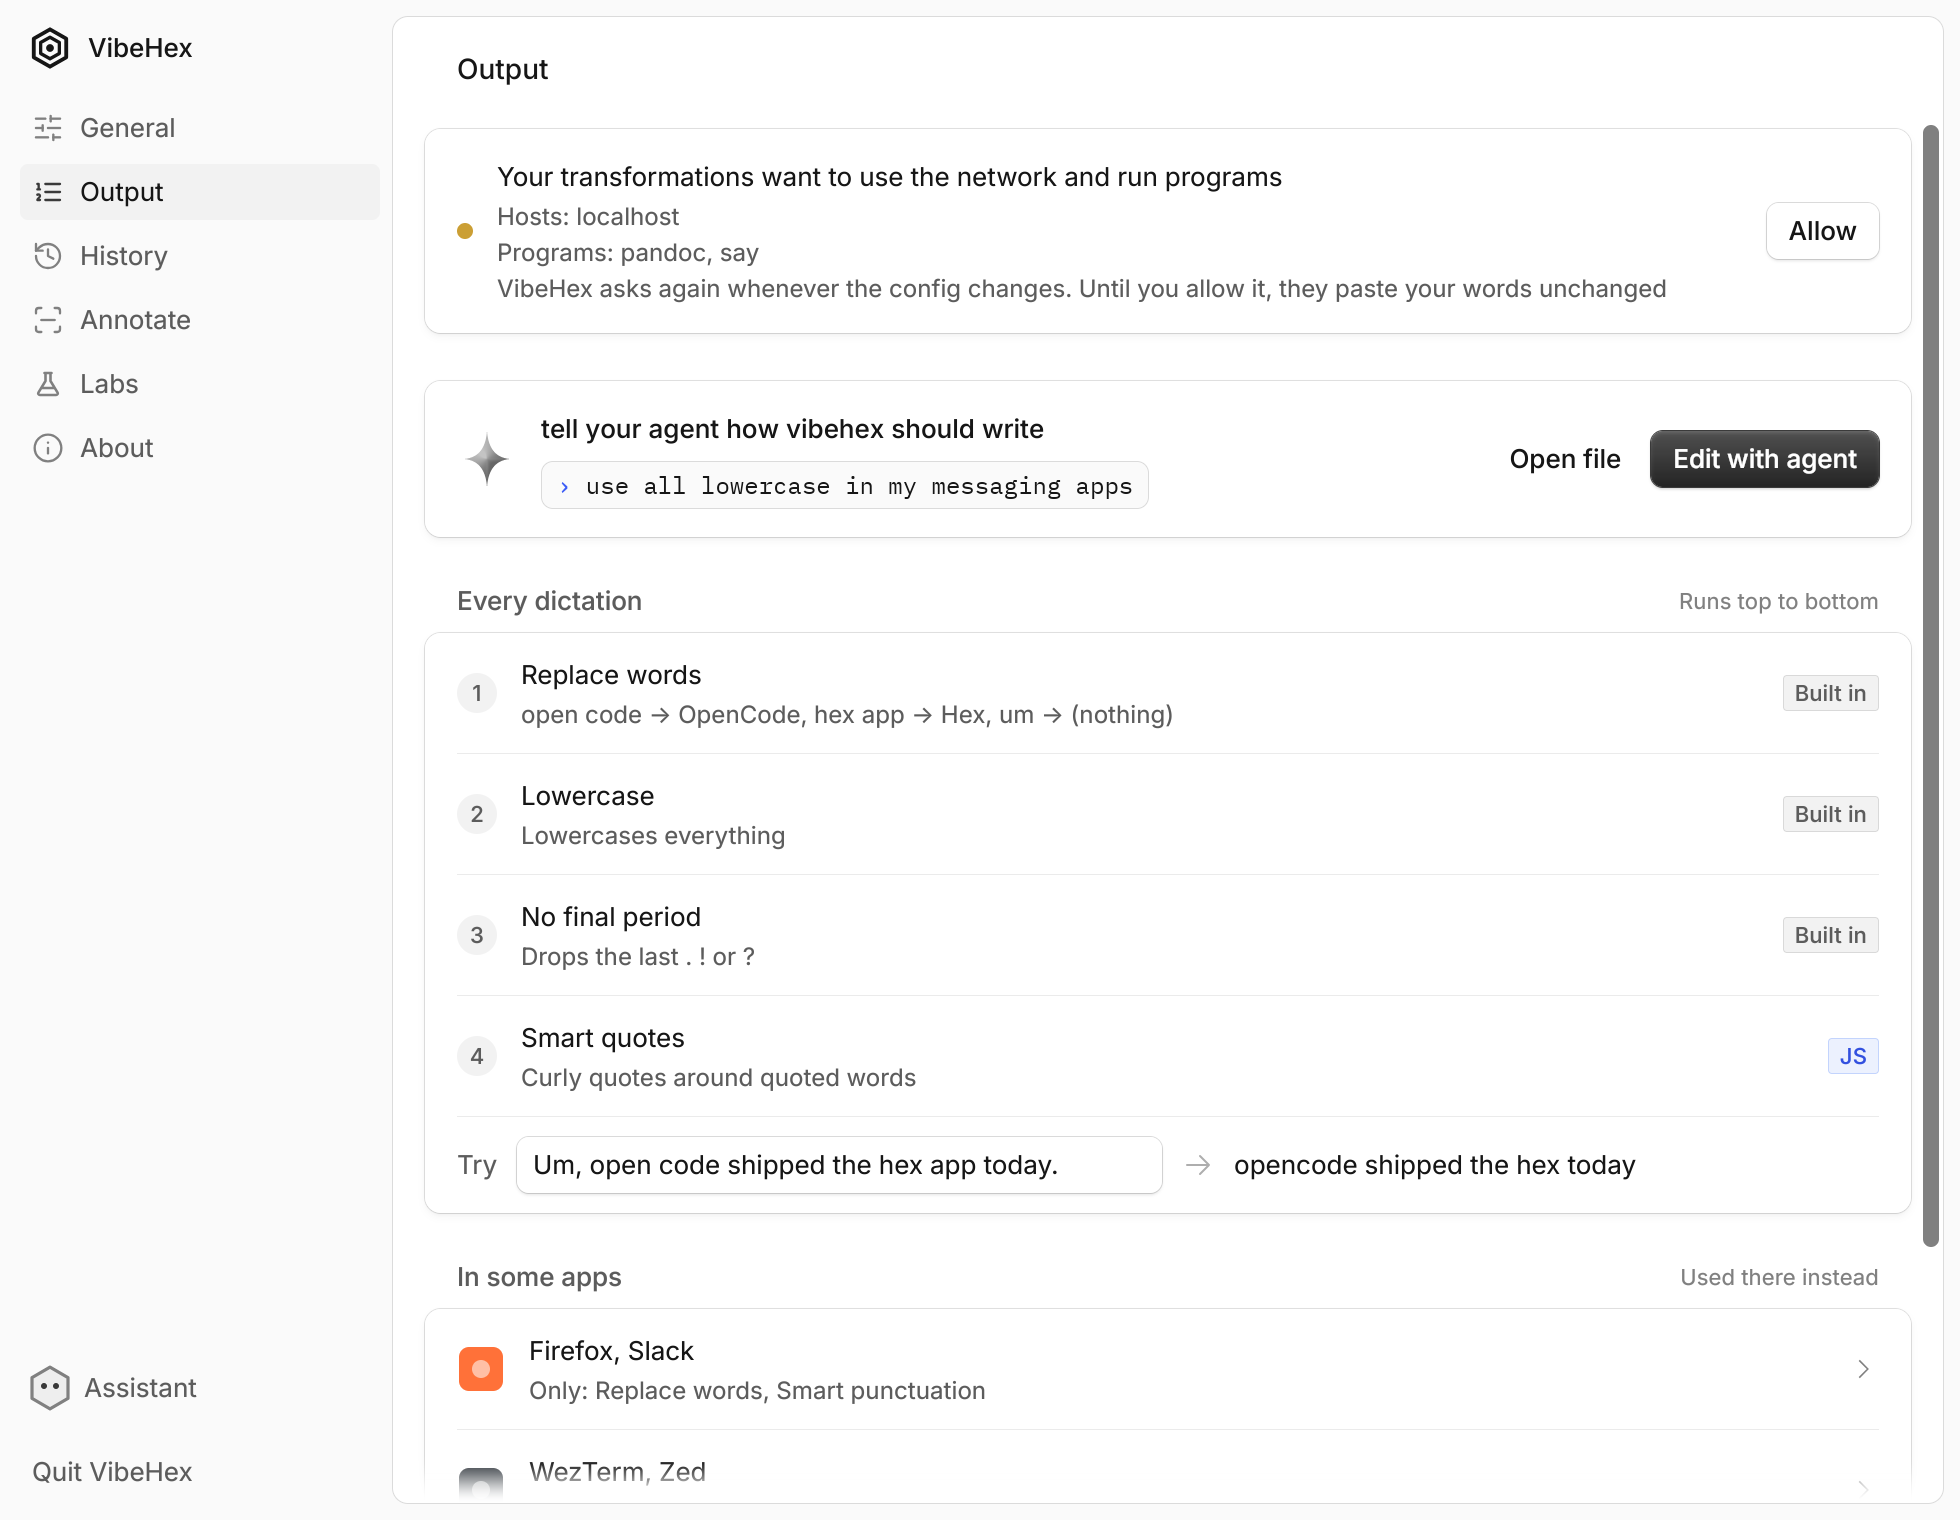 VibeHex
General
Output
History
Annotate
Labs
About
Assistant
Quit VibeHex
Output
Your transformations want to use the network and run programs
Hosts: localhost
Programs: pandoc, say
VibeHex asks again whenever the config changes. Until you allow it, they paste your words unchanged
Allow
tell your agent how vibehex should write
› use all lowercase in my messaging apps
Open file
Edit with agent
Every dictation
Runs top to bottom
1
Replace words
open code → OpenCode, hex app → Hex, um → (nothing)
Built in
2
Lowercase
Lowercases everything
Built in
3
No final period
Drops the last . ! or ?
Built in
4
Smart quotes
Curly quotes around quoted words
JS
Try
Um, open code shipped the hex app today.
→ opencode shipped the hex today
In some apps
Used there instead
Firefox, Slack
Only: Replace words, Smart punctuation
WezTerm, Zed